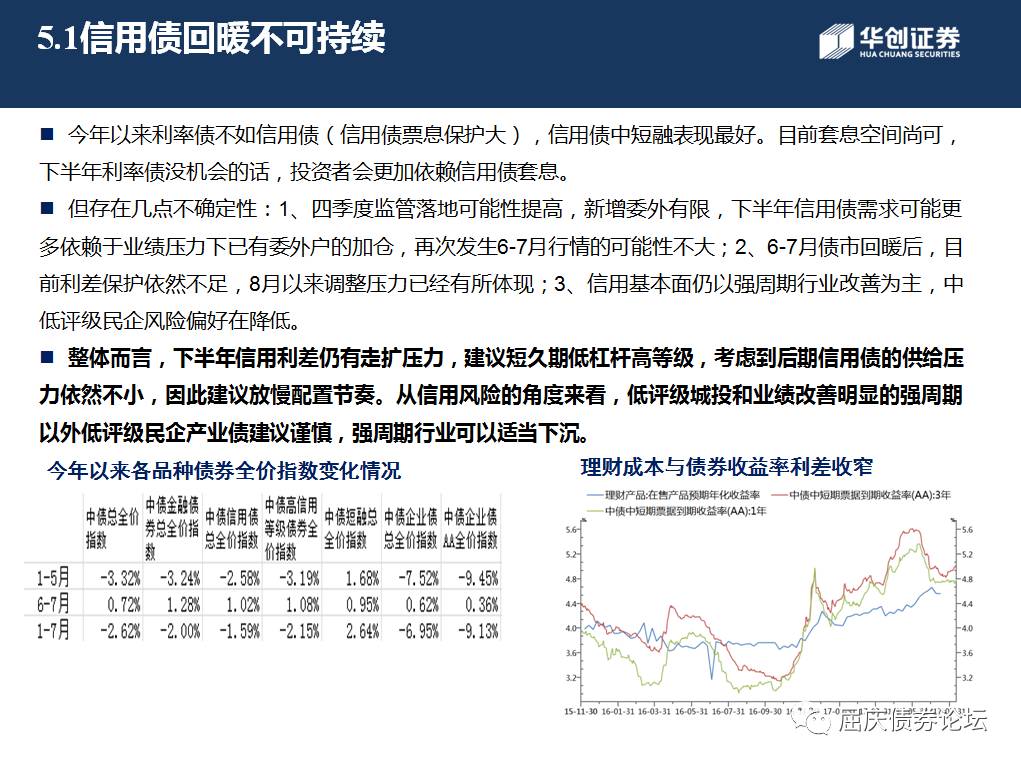 5.1信用债回暖不可持续
华创证券
HUA CHUANG SECURITIES
■ 今年以来利率债不如信用债（信用债票息保护大），信用债中短融表现最好。目前套息空间尚可，
下半年利率债没机会的话，投资者会更加依赖信用债套息。
■ 但存在几点不确定性：1、四季度监管落地可能性提高，新增委外有限，下半年信用债需求可能更
多依赖于业绩压力下已有委外户的加仓，再次发生6-7月行情的可能性不大；2、6-7月债市回暖后，目
前利差保护依然不足，8月以来调整压力已经有所体现；3、信用基本面仍以强周期行业改善为主，中
低评级民企风险偏好在降低。
■ 整体而言，下半年信用利差仍有走扩压力，建议短久期低杠杆高等级，考虑到后期信用债的供给压
力依然不小，因此建议放慢配置节奏。从信用风险的角度来看，低评级城投和业绩改善明显的强周期
以外低评级民企产业债建议谨慎，强周期行业可以适当下沉。
今年以来各品种债券全价指数变化情况
中债总全价指数 中债金融债券总全价指数 中债信用债总全价指数 中债高信用等级债券全价指数 中债短融总全价指数 中债企业债总全价指数 中债企业债AA全价指数
1-5月 -3.32% -3.24% -2.58% -3.19% 1.68% -7.52% -9.45%
6-7月 0.72% 1.28% 1.02% 1.08% 0.95% 0.62% 0.36%
1-7月 -2.62% -2.00% -1.59% -2.15% 2.64% -6.95% -9.13%
理财成本与债券收益率利差收窄
理财产品:在售产品预期年化收益率 中债中短期票据到期收益率(AA):3年
中债中短期票据到期收益率(AA):1年
5.6 5.6
5.2 5.2
4.8 4.8
4.4 4.4
4.0 4.0
3.6 3.6
3.2 3.2
15-11-30 16-01-31 16-03-31 16-05-31 16-07-31 16-09-30
屈庆债券论坛